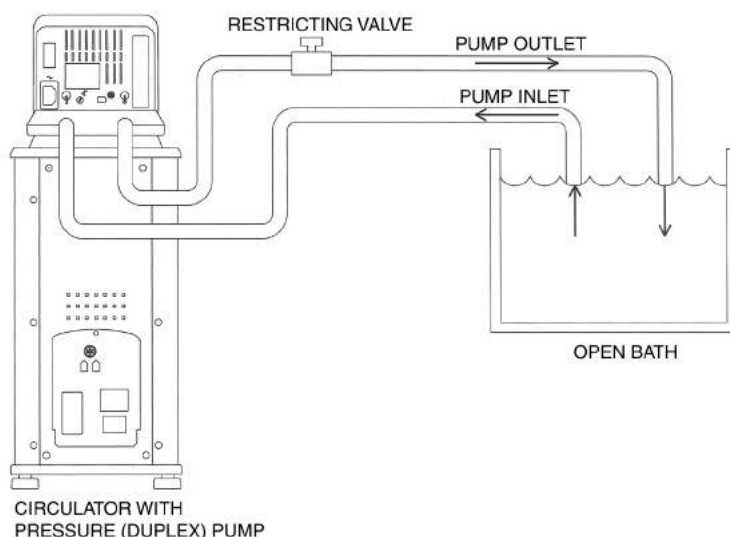 RESTRICTING VALVE
PUMP OUTLET
PUMP INLET
OPEN BATH
CIRCULATOR WITH
PRESSURE (DUPLEX) PUMP